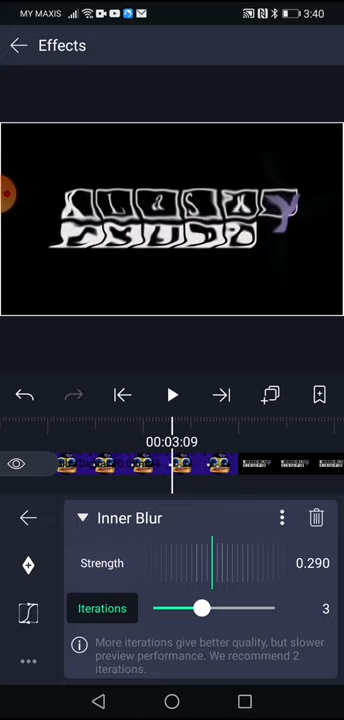 MY MAXIS 3:40
Effects
00:03:09
Inner Blur
Strength 0.290
Iterations 3
More iterations give better quality, but slower
preview performance. We recommend 2
iterations.